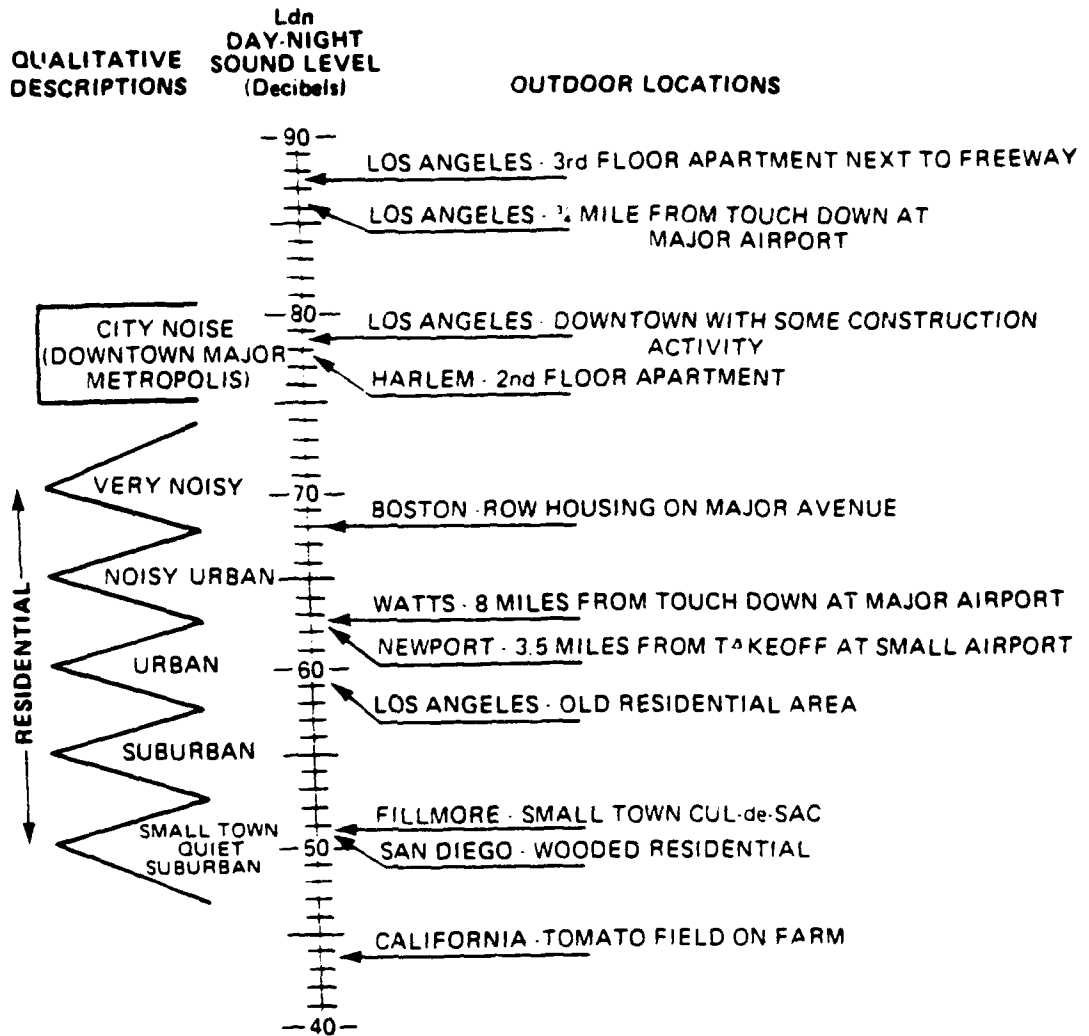 QUALITATIVE
DESCRIPTIONS
Ldn
DAY-NIGHT
SOUND LEVEL
(Decibels)
OUTDOOR LOCATIONS
90
LOS ANGELES - 3rd FLOOR APARTMENT NEXT TO FREEWAY
LOS ANGELES - ¾ MILE FROM TOUCH DOWN AT
MAJOR AIRPORT
80
CITY NOISE
(DOWNTOWN MAJOR
METROPOLIS)
LOS ANGELES - DOWNTOWN WITH SOME CONSTRUCTION
ACTIVITY
HARLEM - 2nd FLOOR APARTMENT
RESIDENTIAL
VERY NOISY
70
BOSTON - ROW HOUSING ON MAJOR AVENUE
NOISY URBAN
WATTS - 8 MILES FROM TOUCH DOWN AT MAJOR AIRPORT
NEWPORT - 3.5 MILES FROM TAKEOFF AT SMALL AIRPORT
URBAN
60
LOS ANGELES - OLD RESIDENTIAL AREA
SUBURBAN
FILLMORE - SMALL TOWN CUL-de-SAC
SMALL TOWN
QUIET
SUBURBAN
50
SAN DIEGO - WOODED RESIDENTIAL
CALIFORNIA - TOMATO FIELD ON FARM
40